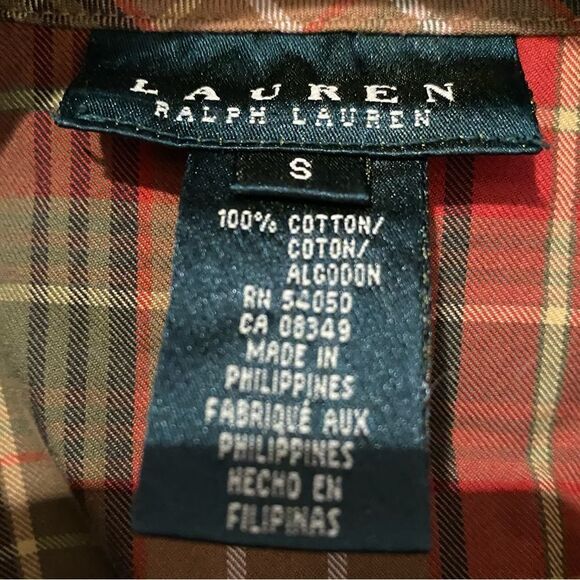 LAUREN
RALPH LAUREN
S
100% COTTON/
COTON/
ALGODON
RN 54050
CA 08349
MADE IN
PHILIPPINES
FABRIQUÉ AUX
PHILIPPINES
HECHO EN
FILIPINAS